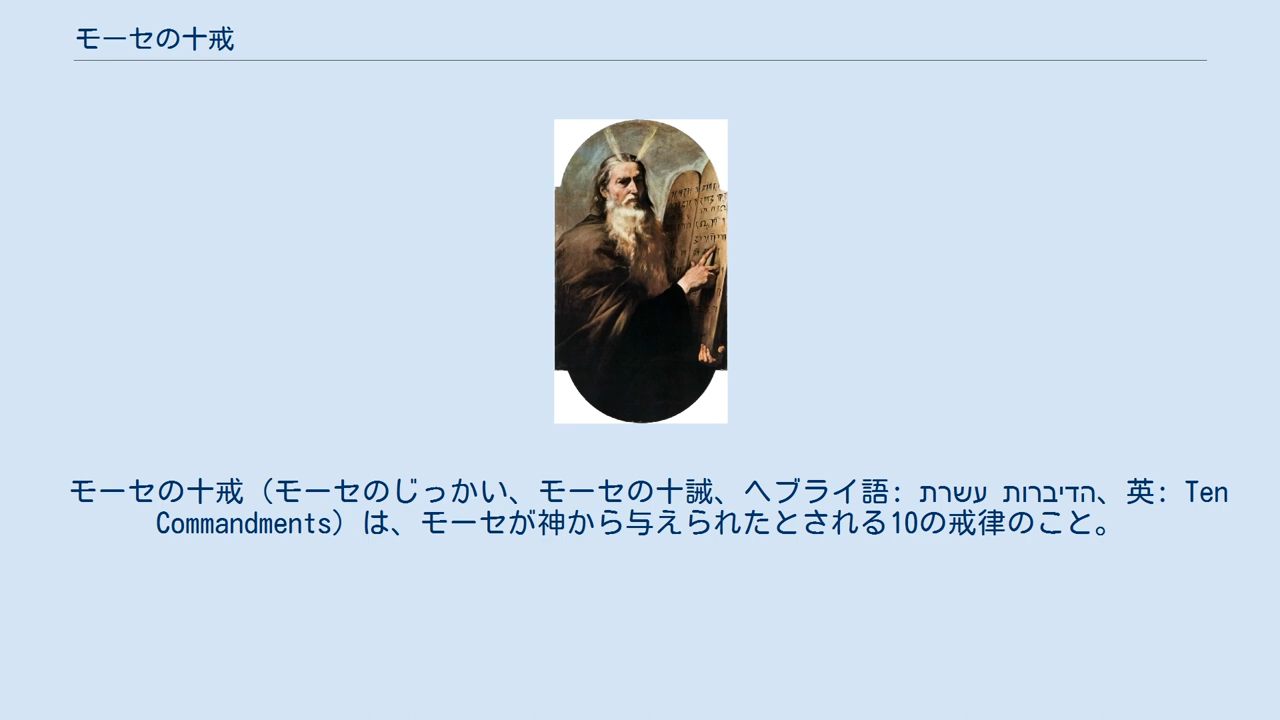 モーセの十戒
モーセの十戒（モーセのじっかい、モーセの十誡、ヘブライ語: עשרת הדיברות、英: Ten
Commandments）は、モーセが神から与えられたとされる10の戒律のこと。